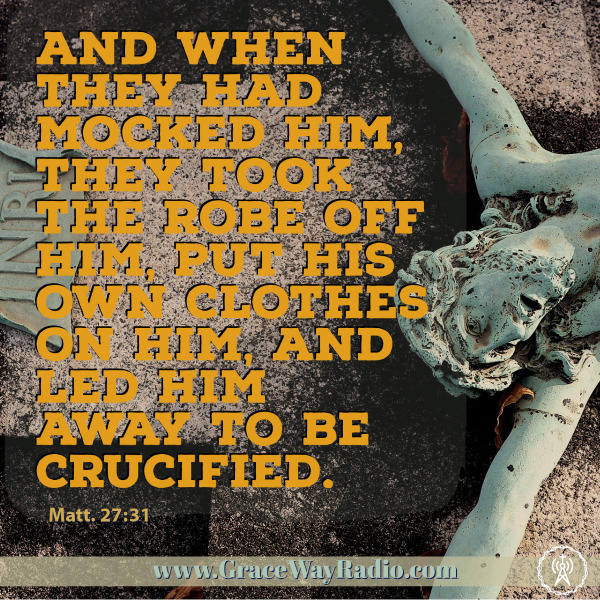 AND WHEN
THEY HAD
MOCKED HIM,
THEY TOOK
THE ROBE OFF
HIM, PUT HIS
OWN CLOTHES
ON HIM, AND
LED HIM
AWAY TO BE
CRUCIFIED.
Matt. 27:31
INRI
www.GraceWayRadio.com